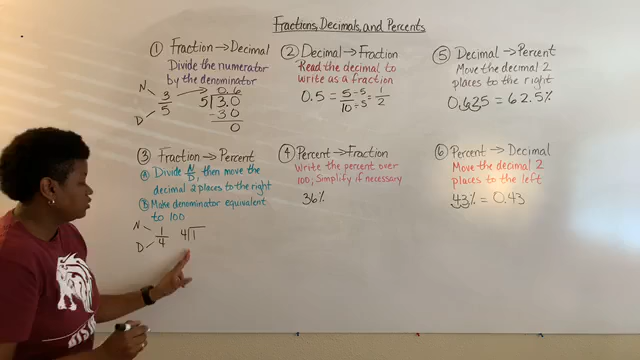 Fractions, Decimals, and Percents
① Fraction → Decimal
Divide the numerator
by the denominator
N 3/5 → 0.6
D 5 ⟌3.0
-30
0
② Decimal → Fraction
Read the decimal to
write as a fraction
0.5 = 5/10 ÷5/÷5 = 1/2
⑤ Decimal → Percent
Move the decimal 2
places to the right
0.625 = 62.5%
③ Fraction → Percent
ⓐ Divide N/D, then move the
decimal 2 places to the right
ⓑ Make denominator equivalent
to 100
N 1/4 4⟌1
D
④ Percent → Fraction
Write the percent over
100; Simplify if necessary
36%
⑥ Percent → Decimal
Move the decimal 2
places to the left
43% = 0.43